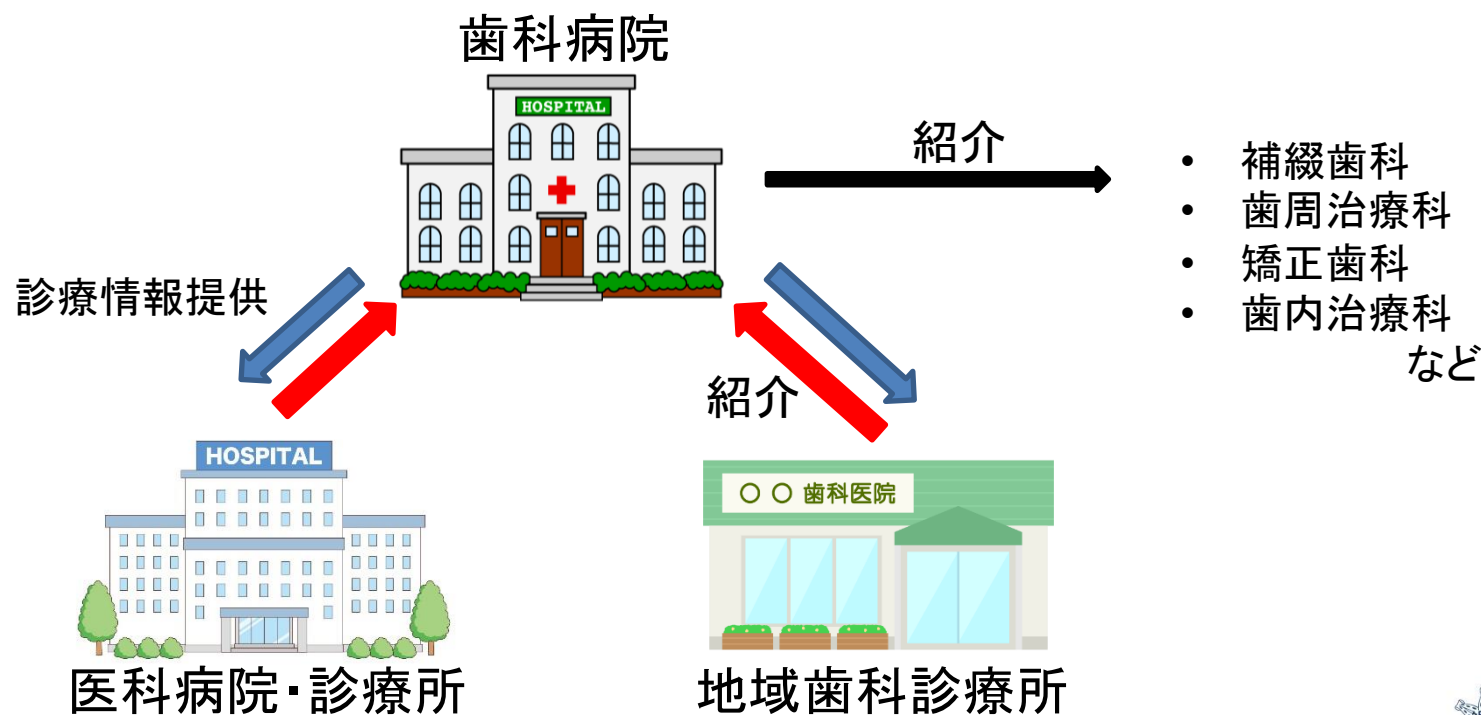 歯科病院
HOSPITAL
紹介
• 補綴歯科
• 歯周治療科
• 矯正歯科
• 歯内治療科
など
診療情報提供
紹介
HOSPITAL
〇〇 歯科医院
医科病院・診療所
地域歯科診療所